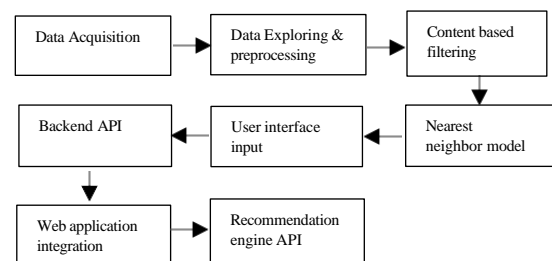 Data Acquisition
Data Exploring &
preprocessing
Content based
filtering
Nearest
neighbor model
User interface
input
Backend API
Web application
integration
Recommendation
engine API